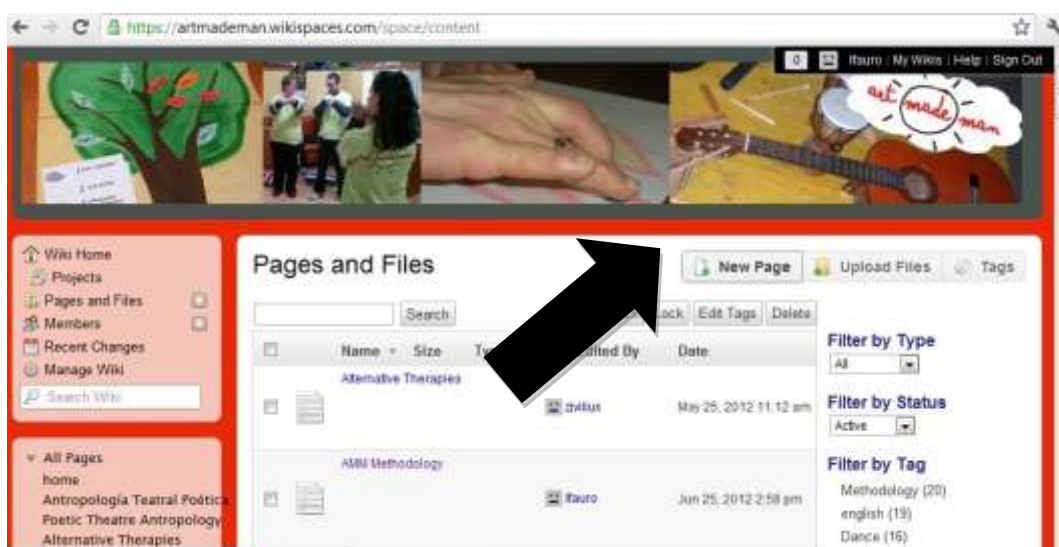 https://artmademan.wikispaces.com/space/content
0 lfauro | My Wikis | Help | Sign Out
art made man
Wiki Home
Projects
Pages and Files
Members
Recent Changes
Manage Wiki
Search Wiki
All Pages
home
Antropología Teatral Poética
Poetic Theatre Antropology
Alternative Therapies
Pages and Files
New Page Upload Files Tags
Search Edit Tags Delete
Name Size Edited By Date
Alternative Therapies
zivilius May 25, 2012 11:12 am
AMM Methodology
lfauro Jun 25, 2012 2:58 pm
Filter by Type
All
Filter by Status
Active
Filter by Tag
Methodology (20)
english (19)
Dance (16)